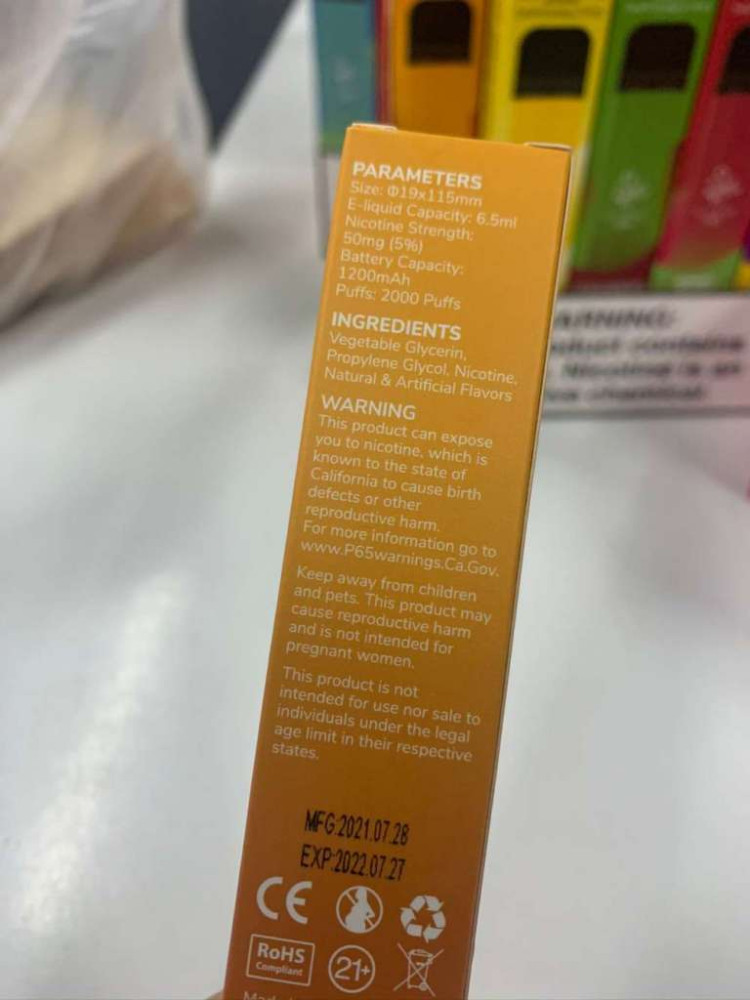 PARAMETERS
Size: Φ19x115mm
E-liquid Capacity: 6.5ml
Nicotine Strength:
50mg (5%)
Battery Capacity:
1200mAh
Puffs: 2000 Puffs
INGREDIENTS
Vegetable Glycerin,
Propylene Glycol, Nicotine,
Natural & Artificial Flavors
WARNING
This product can expose
you to nicotine, which is
known to the state of
California to cause birth
defects or other
reproductive harm.
For more information go to
www.P65warnings.Ca.Gov.
Keep away from children
and pets. This product may
cause reproductive harm
and is not intended for
pregnant women.
This product is not
intended for use nor sale to
individuals under the legal
age limit in their respective
states.
MFG:2021.07.28
EXP:2022.07.27
CE
RoHS
Compliant
21+
WARNING:
contains
Nicotine is an
chemical.